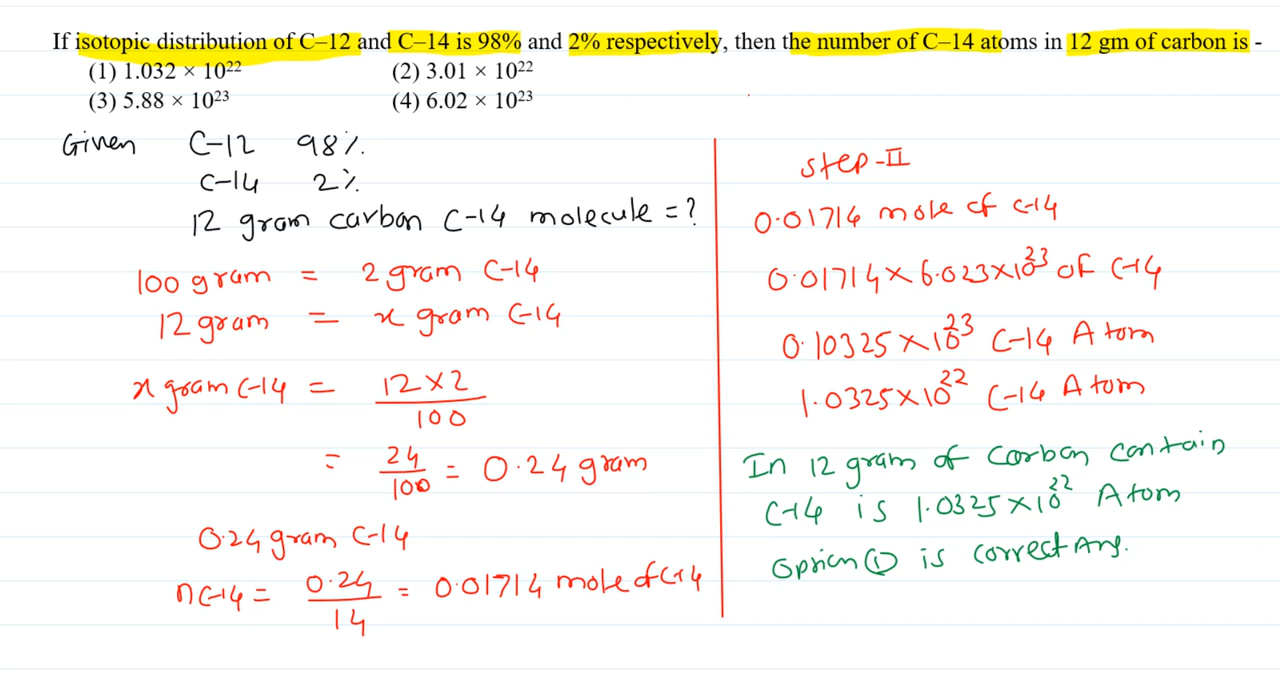 If isotopic distribution of C–12 and C–14 is 98% and 2% respectively, then the number of C–14 atoms in 12 gm of carbon is -
(1) 1.032 × 10²² (2) 3.01 × 10²²
(3) 5.88 × 10²³ (4) 6.02 × 10²³
Given C-12 98%.
C-14 2%.
12 gram carbon C-14 molecule = ?
100 gram = 2 gram C-14
12 gram = x gram C-14
x gram C-14 = 12 × 2
100
= 24/100 = 0.24 gram
0.24 gram C-14
nC-14 = 0.24/14 = 0.01714 mole of C-14
Step-II
0.01714 mole of C-14
0.01714 × 6.023 × 10²³ of C-14
0.10325 × 10²³ C-14 Atom
1.0325 × 10²² C-14 Atom
In 12 gram of Carbon contain
C-14 is 1.0325 × 10²² Atom
Option ① is correct Ans.